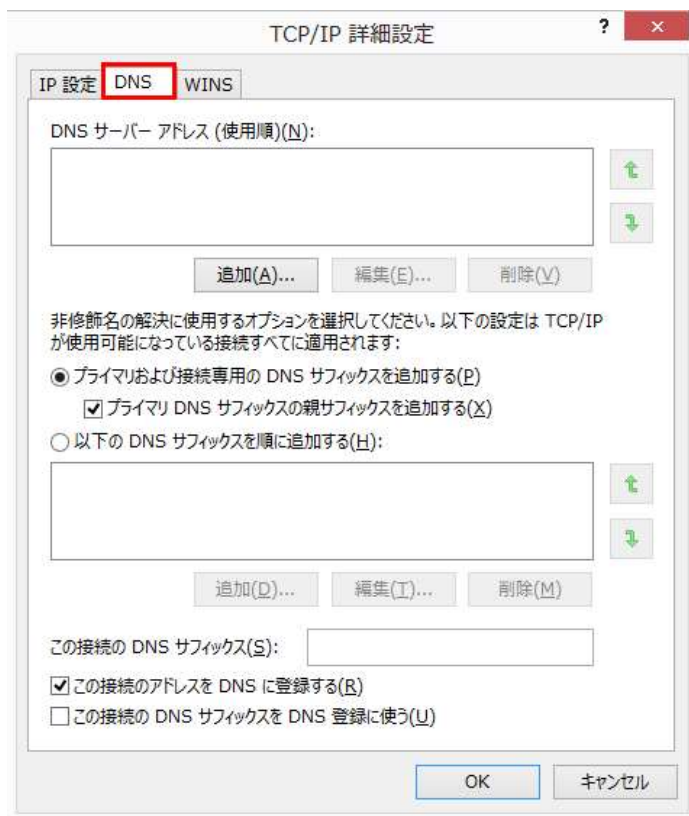 TCP/IP 詳細設定
?
×
IP 設定 DNS WINS
DNS サーバー アドレス (使用順)(N):
追加(A)... 編集(E)... 削除(V)
非修飾名の解決に使用するオプションを選択してください。以下の設定は TCP/IP
が使用可能になっている接続すべてに適用されます:
プライマリおよび接続専用の DNS サフィックスを追加する(P)
プライマリ DNS サフィックスの親サフィックスを追加する(X)
以下の DNS サフィックスを順に追加する(H):
追加(D)... 編集(T)... 削除(M)
この接続の DNS サフィックス(S):
この接続のアドレスを DNS に登録する(R)
この接続の DNS サフィックスを DNS 登録に使う(U)
OK キャンセル